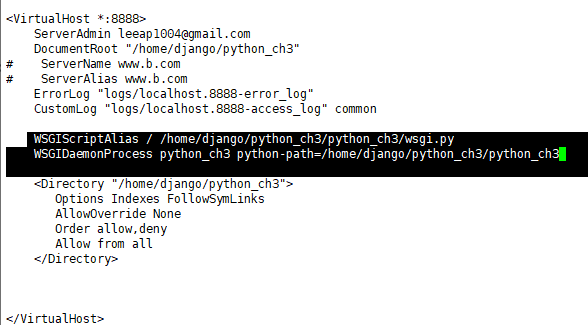 <VirtualHost *:8888>
ServerAdmin leeap1004@gmail.com
DocumentRoot "/home/django/python_ch3"
#    ServerName www.b.com
#    ServerAlias www.b.com
ErrorLog "logs/localhost.8888-error_log"
CustomLog "logs/localhost.8888-access_log" common
WSGIScriptAlias / /home/django/python_ch3/python_ch3/wsgi.py
WSGIDaemonProcess python_ch3 python-path=/home/django/python_ch3/python_ch3
<Directory "/home/django/python_ch3">
Options Indexes FollowSymLinks
AllowOverride None
Order allow,deny
Allow from all
</Directory>
</VirtualHost>